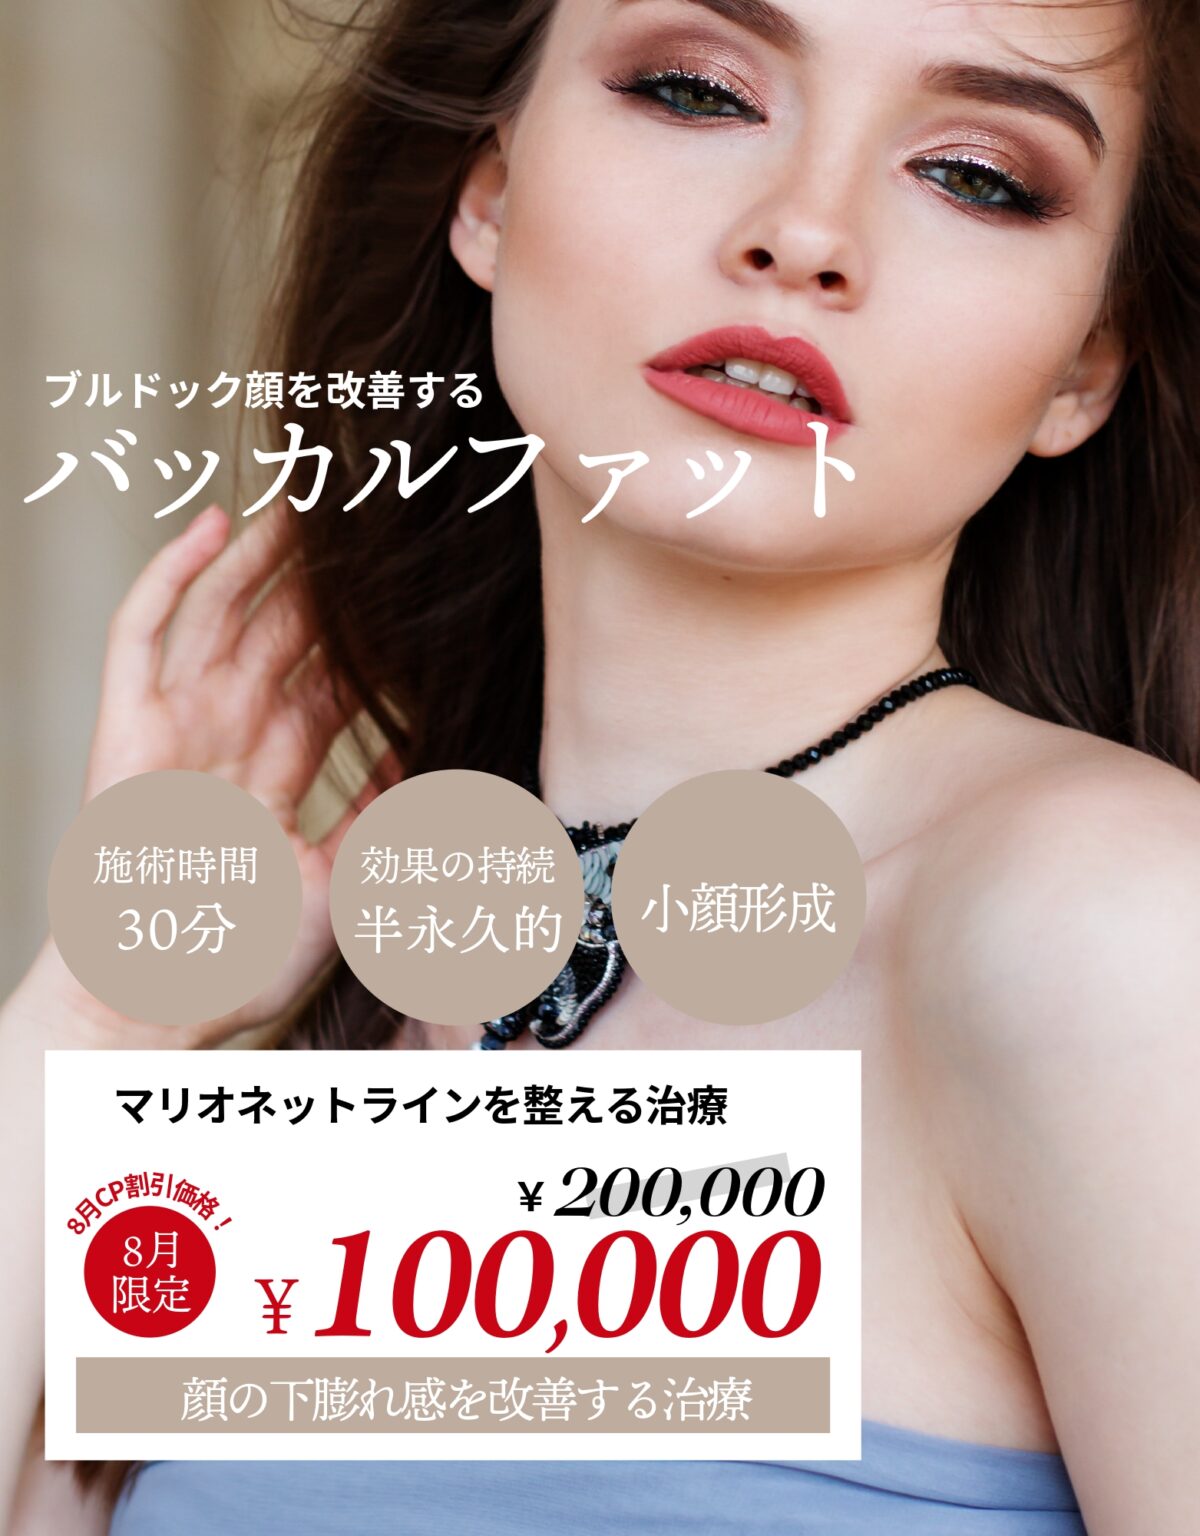 ブルドック顔を改善する
バッカルファット
施術時間
30分
効果の持続
半永久的
小顔形成
マリオネットラインを整える治療
8月CP割引価格！
8月
限定
¥ 200,000
¥ 100,000
顔の下膨れ感を改善する治療